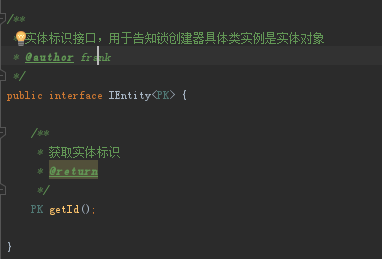 /**
实体标识接口，用于告知锁创建器具体类实例是实体对象
* @author frank
*/
public interface IEntity<PK> {
/**
* 获取实体标识
* @return
*/
PK getId();
}